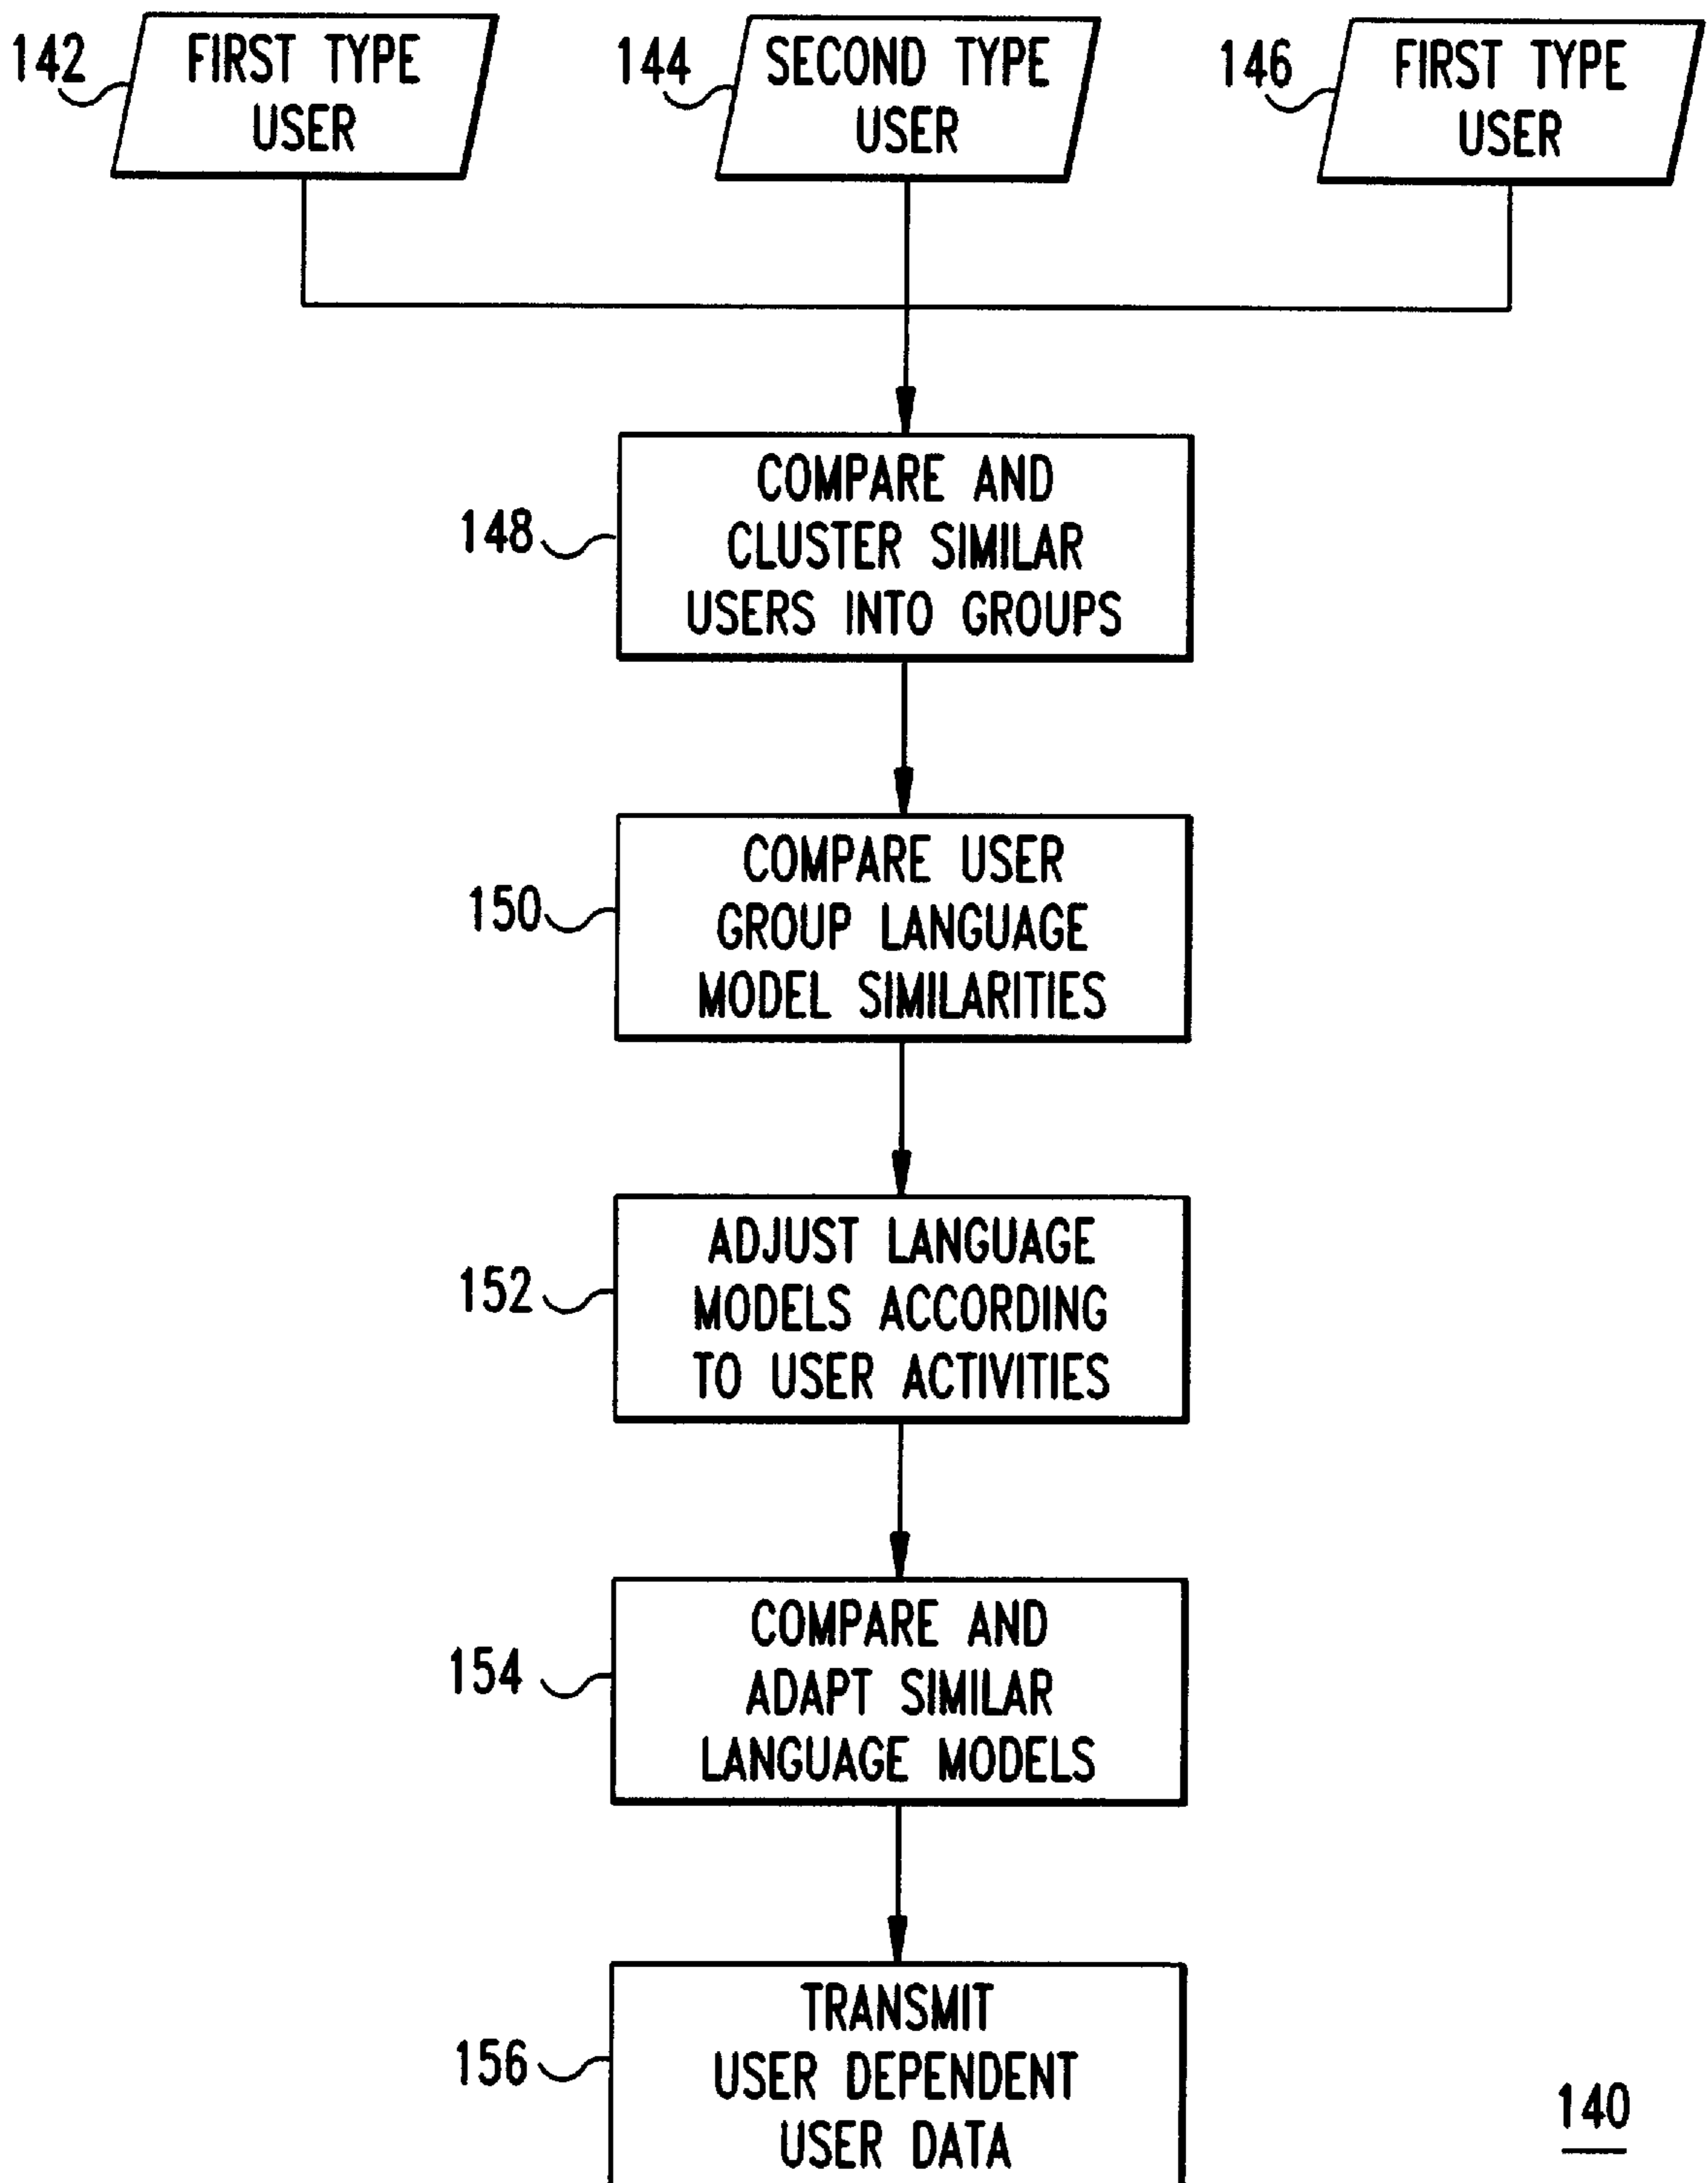 142
FIRST TYPE
USER
144
SECOND TYPE
USER
146
FIRST TYPE
USER
148
COMPARE AND
CLUSTER SIMILAR
USERS INTO GROUPS
150
COMPARE USER
GROUP LANGUAGE
MODEL SIMILARITIES
152
ADJUST LANGUAGE
MODELS ACCORDING
TO USER ACTIVITIES
154
COMPARE AND
ADAPT SIMILAR
LANGUAGE MODELS
156
TRANSMIT
USER DEPENDENT
USER DATA
140